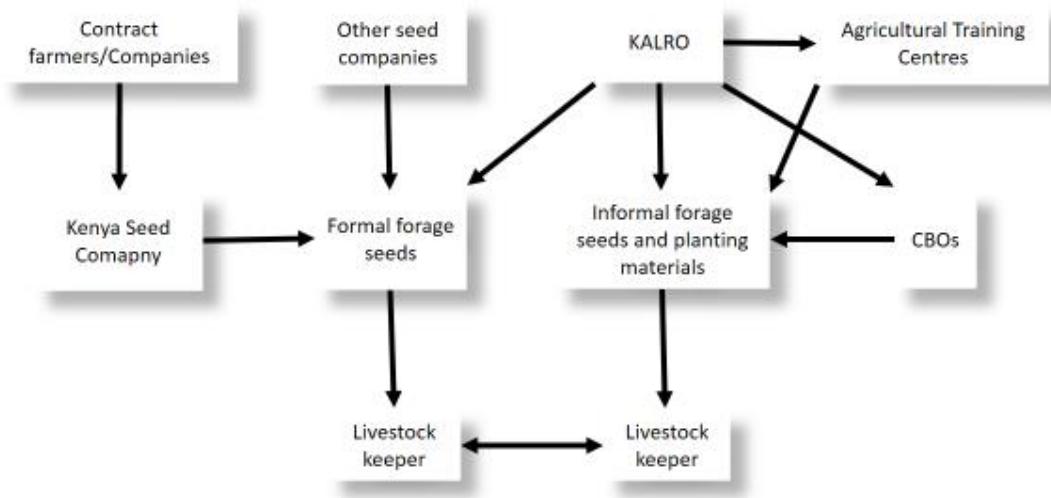 Contract
farmers/Companies
Other seed
companies
KALRO
Agricultural Training
Centres
Kenya Seed
Comapny
Formal forage
seeds
Informal forage
seeds and planting
materials
CBOs
Livestock
keeper
Livestock
keeper